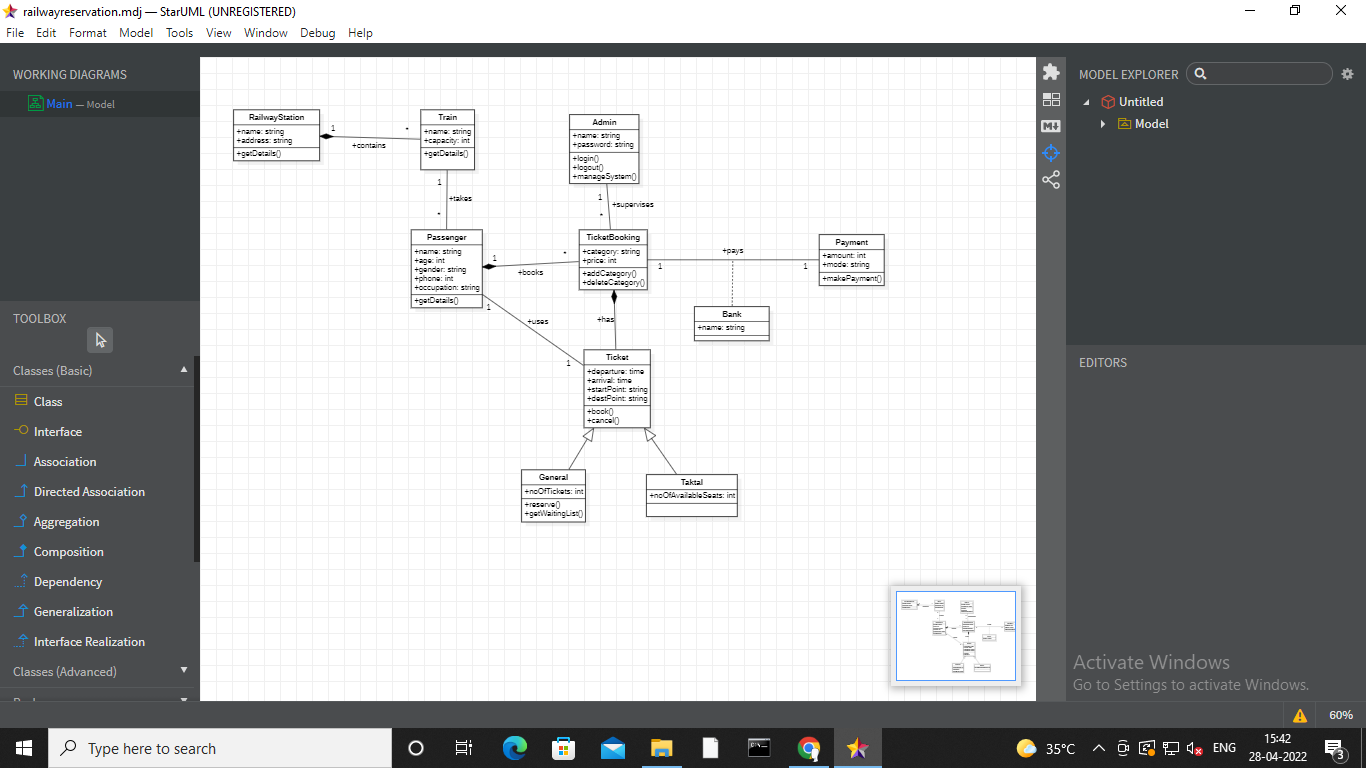 railwayreservation.mdj — StarUML (UNREGISTERED)
File Edit Format Model Tools View Window Debug Help
WORKING DIAGRAMS
Main — Model
TOOLBOX
Classes (Basic)
Class
Interface
Association
Directed Association
Aggregation
Composition
Dependency
Generalization
Interface Realization
Classes (Advanced)
RailwayStation
+name: string
+address: string
+getDetails()
1
*
+contains
Train
+name: string
+capacity: int
+getDetails()
1
+takes
*
Admin
+name: string
+password: string
+login()
+logout()
+manageSystem()
1
+supervises
*
Passenger
+name: string
+age: int
+gender: string
+phone: int
+occupation: string
+getDetails()
1
*
+books
TicketBooking
+category: string
+price: int
+addCategory()
+deleteCategory()
+pays
1
1
Payment
+amount: int
+mode: string
+makePayment()
Bank
+name: string
1
+uses
1
+has
Ticket
+departure: time
+arrival: time
+startPoint: string
+destPoint: string
+book()
+cancel()
General
+noOfTickets: int
+reserve()
+getWaitingList()
Taktal
+noOfAvailableSeats: int
M
MODEL EXPLORER
Untitled
Model
EDITORS
Activate Windows
Go to Settings to activate Windows.
60%
Type here to search
35°C
ENG
15:42
28-04-2022
3